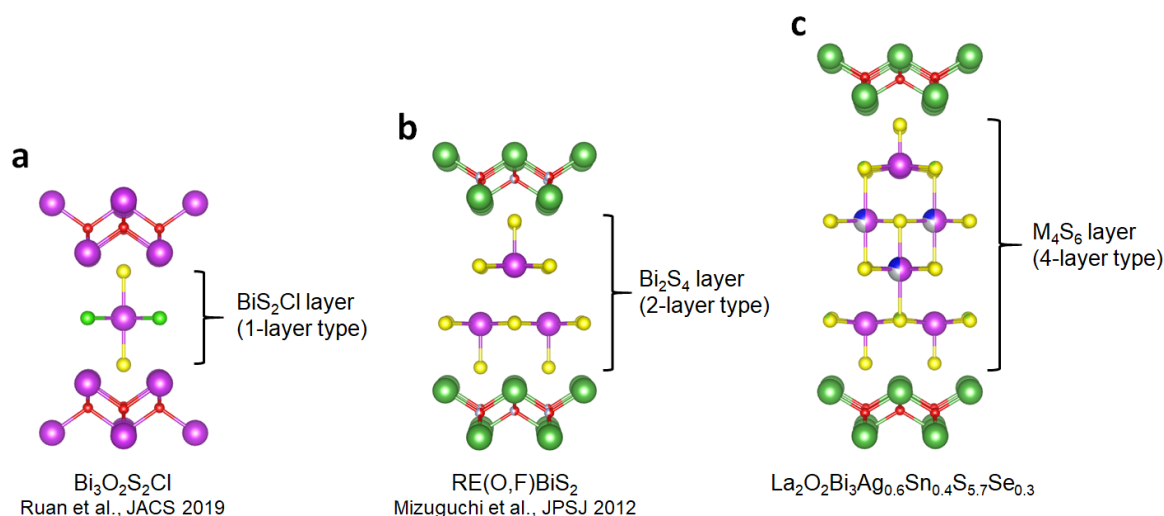 a
BiS₂Cl layer
(1-layer type)
Bi₃O₂S₂Cl
Ruan et al., JACS 2019
b
Bi₂S₄ layer
(2-layer type)
RE(O,F)BiS₂
Mizuguchi et al., JPSJ 2012
c
M₄S₆ layer
(4-layer type)
La₂O₂Bi₃Ag₀.₆Sn₀.₄S₅.₇Se₀.₃